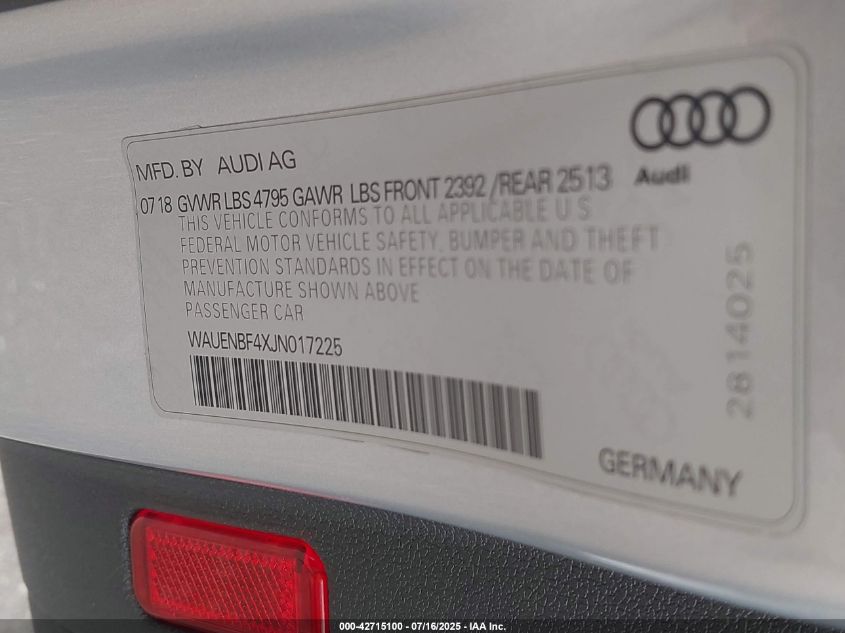 MFD. BY AUDI AG
07 18 GVWR LBS 4795 GAWR LBS FRONT 2392 /REAR 2513
THIS VEHICLE CONFORMS TO ALL APPLICABLE U S
FEDERAL MOTOR VEHICLE SAFETY, BUMPER AND THEFT
PREVENTION STANDARDS IN EFFECT ON THE DATE OF
MANUFACTURE SHOWN ABOVE
PASSENGER CAR
WAUENBF4XJN017225
Audi
2814025
GERMANY
000-42715100 - 07/16/2025 - IAA Inc.